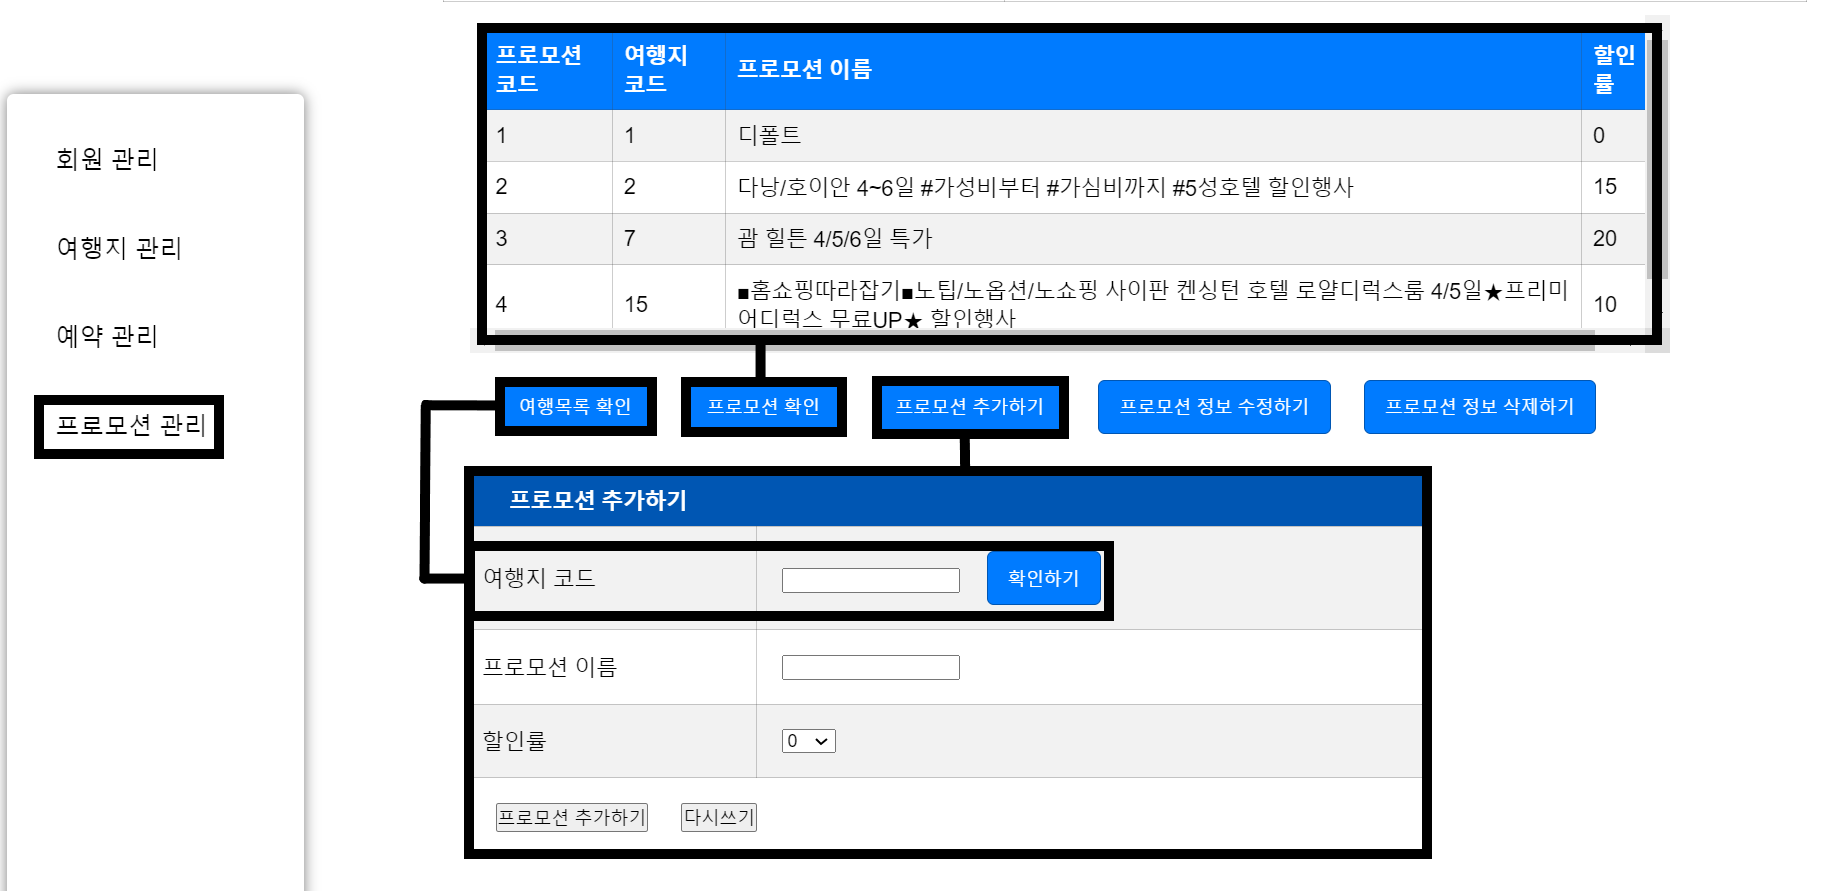 회원 관리
여행지 관리
예약 관리
프로모션 관리
프로모션 코드 여행지 코드 프로모션 이름 할인률
1 1 디폴트 0
2 2 다낭/호이안 4~6일 #가성비부터 #가심비까지 #5성호텔 할인행사 15
3 7 괌 힐튼 4/5/6일 특가 20
4 15 ■홈쇼핑따라잡기■노팁/노옵션/노쇼핑 사이판 켄싱턴 호텔 로얄디럭스룸 4/5일★프리미
어디럭스 무료UP★ 할인행사 10
여행목록 확인 프로모션 확인 프로모션 추가하기 프로모션 정보 수정하기 프로모션 정보 삭제하기
프로모션 추가하기
여행지 코드 확인하기
프로모션 이름
할인률 0
프로모션 추가하기 다시쓰기